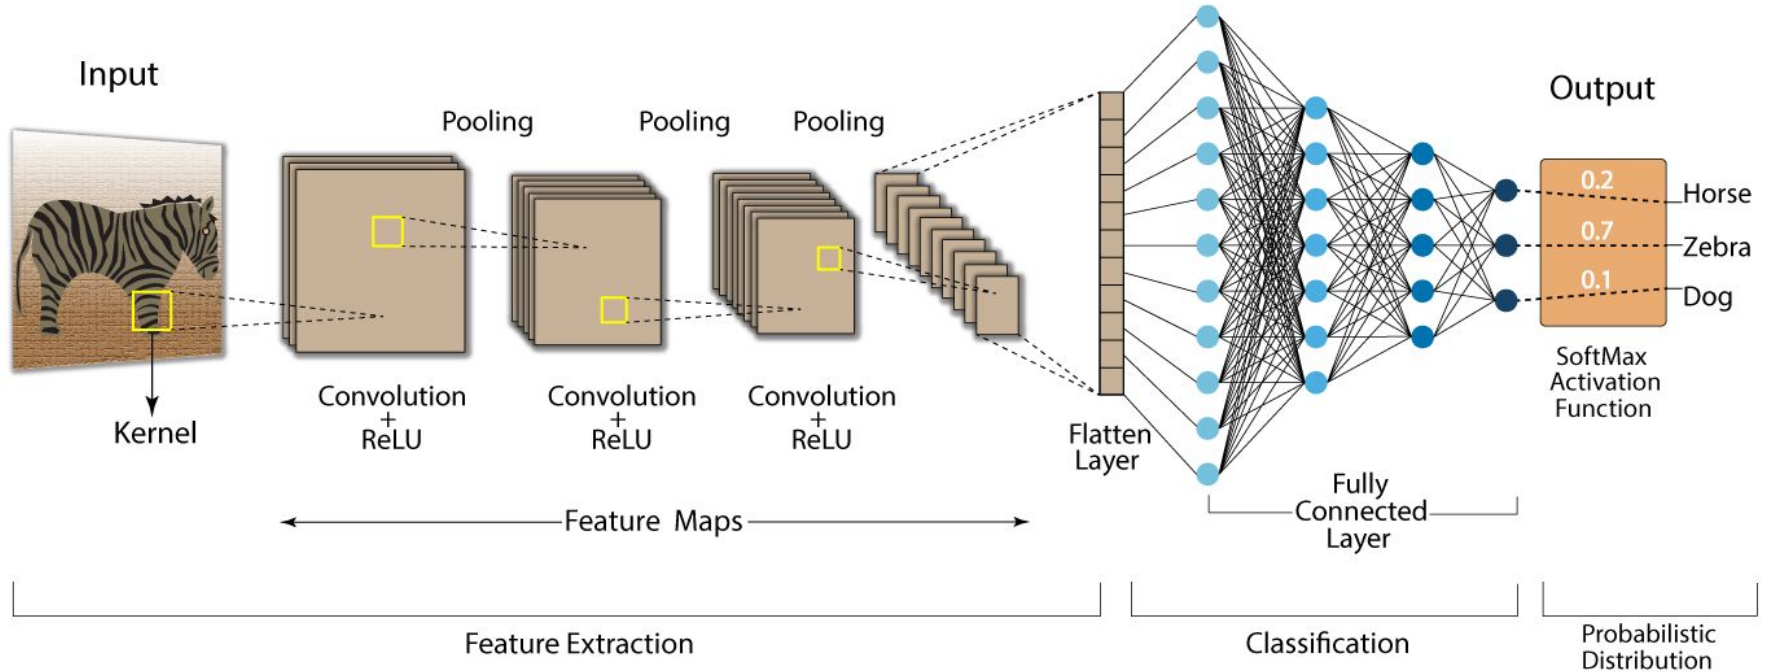 Input
Pooling
Pooling
Pooling
Output
Kernel
Convolution
+
ReLU
Convolution
+
ReLU
Convolution
+
ReLU
Flatten
Layer
0.2
Horse
0.7
Zebra
0.1
Dog
SoftMax
Activation
Function
Feature Maps
Fully
Connected
Layer
Feature Extraction
Classification
Probabilistic
Distribution